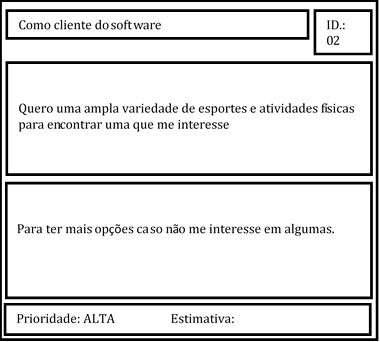 Como cliente do software
ID.:
02
Quero uma ampla variedade de esportes e atividades físicas
para encontrar uma que me interesse
Para ter mais opções caso não me interesse em algumas.
Prioridade: ALTA Estimativa: